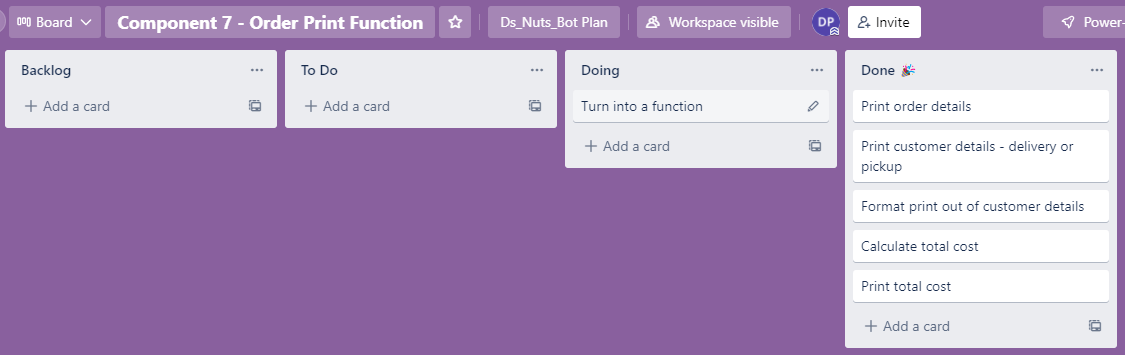 Board
Component 7 - Order Print Function
Ds_Nuts_Bot Plan
Workspace visible
DP
Invite
Power-
Backlog
Add a card
To Do
Add a card
Doing
Turn into a function
Add a card
Done 🎉
Print order details
Print customer details - delivery or
pickup
Format print out of customer details
Calculate total cost
Print total cost
Add a card